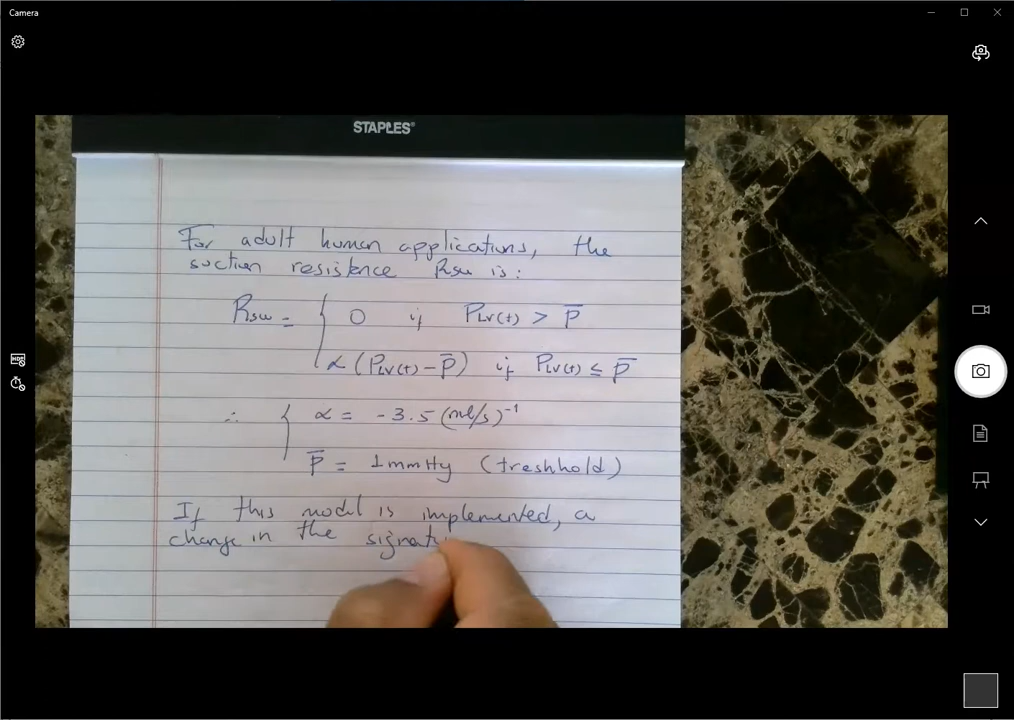 Camera
STAPLES®
For adult human applications, the
suction resistence Rsu is:
Rsu = { 0 if PLV(t) > P̅
α (PLV(t) - P̅) if PLV(t) ≤ P̅
∴ { α = -3.5 (ml/s)⁻¹
P̅ = 1mmHg (treshhold)
If this model is implemented, a
change in the signatu